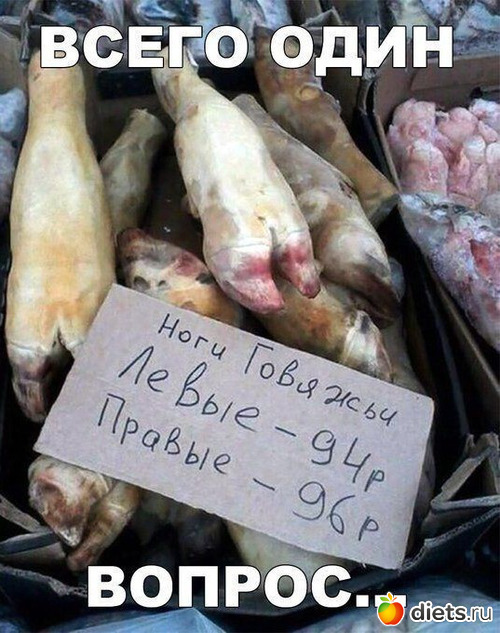 ВСЕГО ОДИН
Ноги Говяжьи
Левые - 94р
Правые - 96р
ВОПРОС...
diets.ru